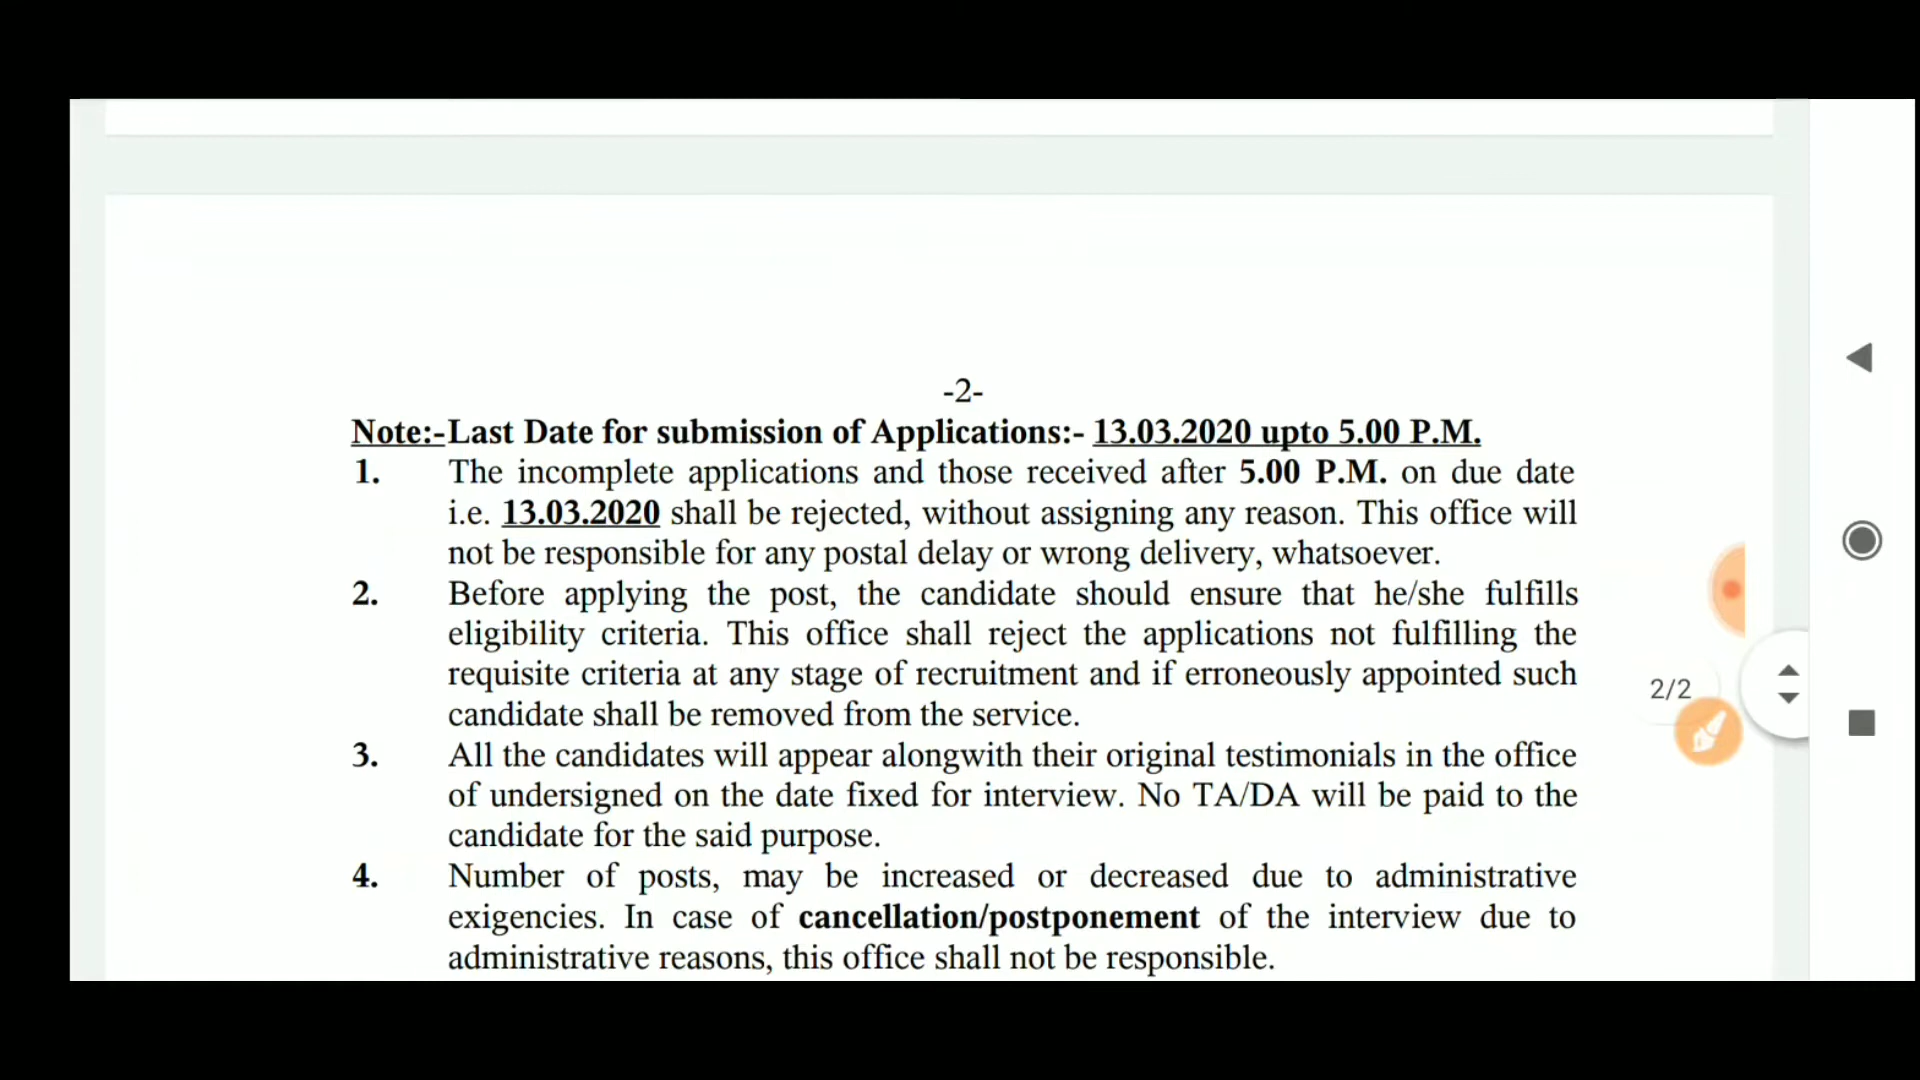 -2-
Note:-Last Date for submission of Applications:- 13.03.2020 upto 5.00 P.M.
1. The incomplete applications and those received after 5.00 P.M. on due date
i.e. 13.03.2020 shall be rejected, without assigning any reason. This office will
not be responsible for any postal delay or wrong delivery, whatsoever.
2. Before applying the post, the candidate should ensure that he/she fulfills
eligibility criteria. This office shall reject the applications not fulfilling the
requisite criteria at any stage of recruitment and if erroneously appointed such
candidate shall be removed from the service.
3. All the candidates will appear alongwith their original testimonials in the office
of undersigned on the date fixed for interview. No TA/DA will be paid to the
candidate for the said purpose.
4. Number of posts, may be increased or decreased due to administrative
exigencies. In case of cancellation/postponement of the interview due to
administrative reasons, this office shall not be responsible.
2/2